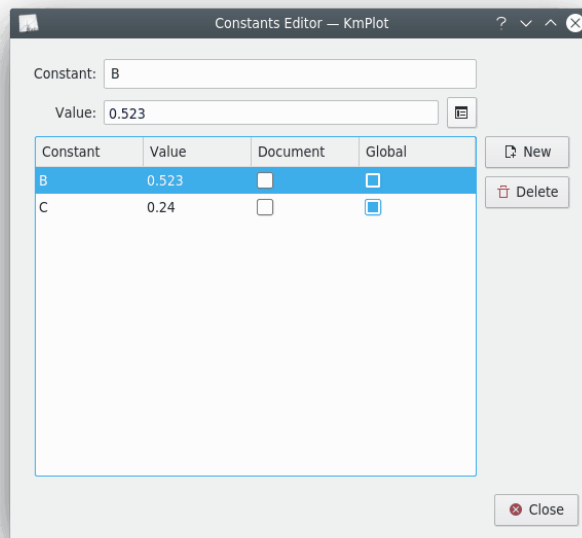 Constants Editor — KmPlot ?
Constant: B
Value: 0.523
Constant Value Document Global
New
B 0.523
Delete
C 0.24
Close